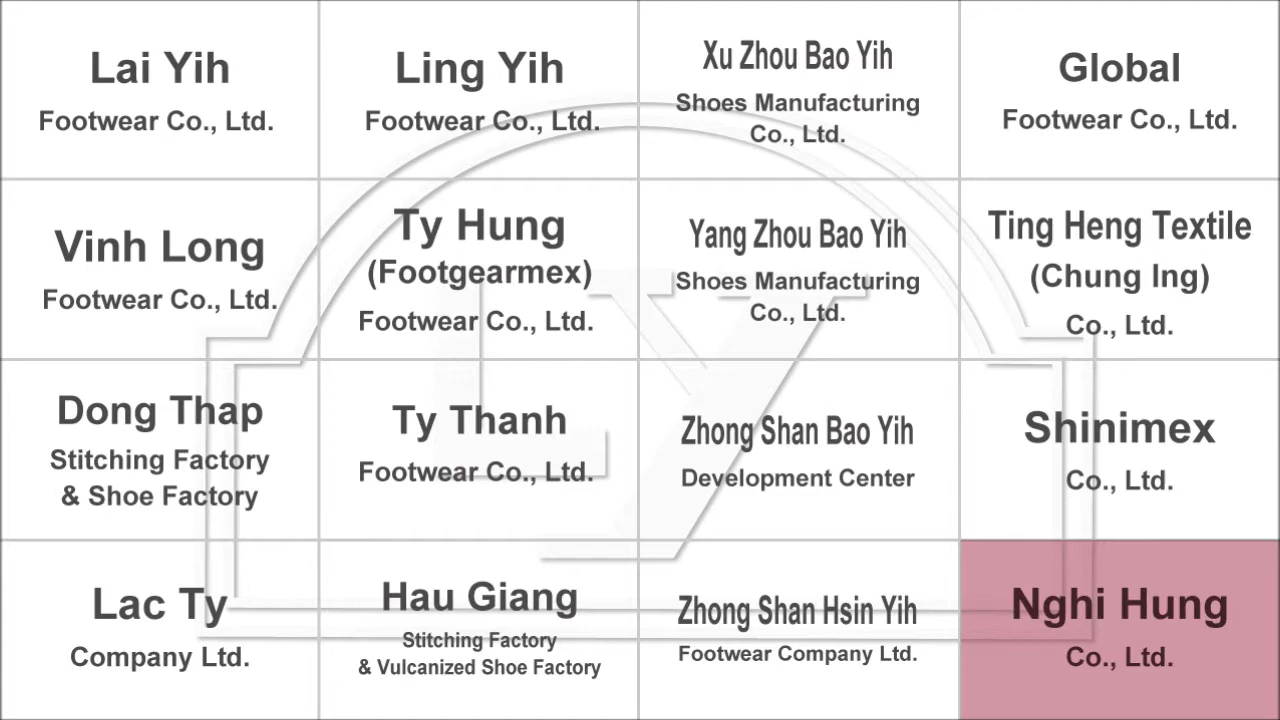 Lai Yih
Footwear Co., Ltd.
Ling Yih
Footwear Co., Ltd.
Xu Zhou Bao Yih
Shoes Manufacturing
Co., Ltd.
Global
Footwear Co., Ltd.
Vinh Long
Footwear Co., Ltd.
Ty Hung
(Footgearmex)
Footwear Co., Ltd.
Yang Zhou Bao Yih
Shoes Manufacturing
Co., Ltd.
Ting Heng Textile
(Chung Ing)
Co., Ltd.
Dong Thap
Stitching Factory
& Shoe Factory
Ty Thanh
Footwear Co., Ltd.
Zhong Shan Bao Yih
Development Center
Shinimex
Co., Ltd.
Lac Ty
Company Ltd.
Hau Giang
Stitching Factory
& Vulcanized Shoe Factory
Zhong Shan Hsin Yih
Footwear Company Ltd.
Nghi Hung
Co., Ltd.
LY